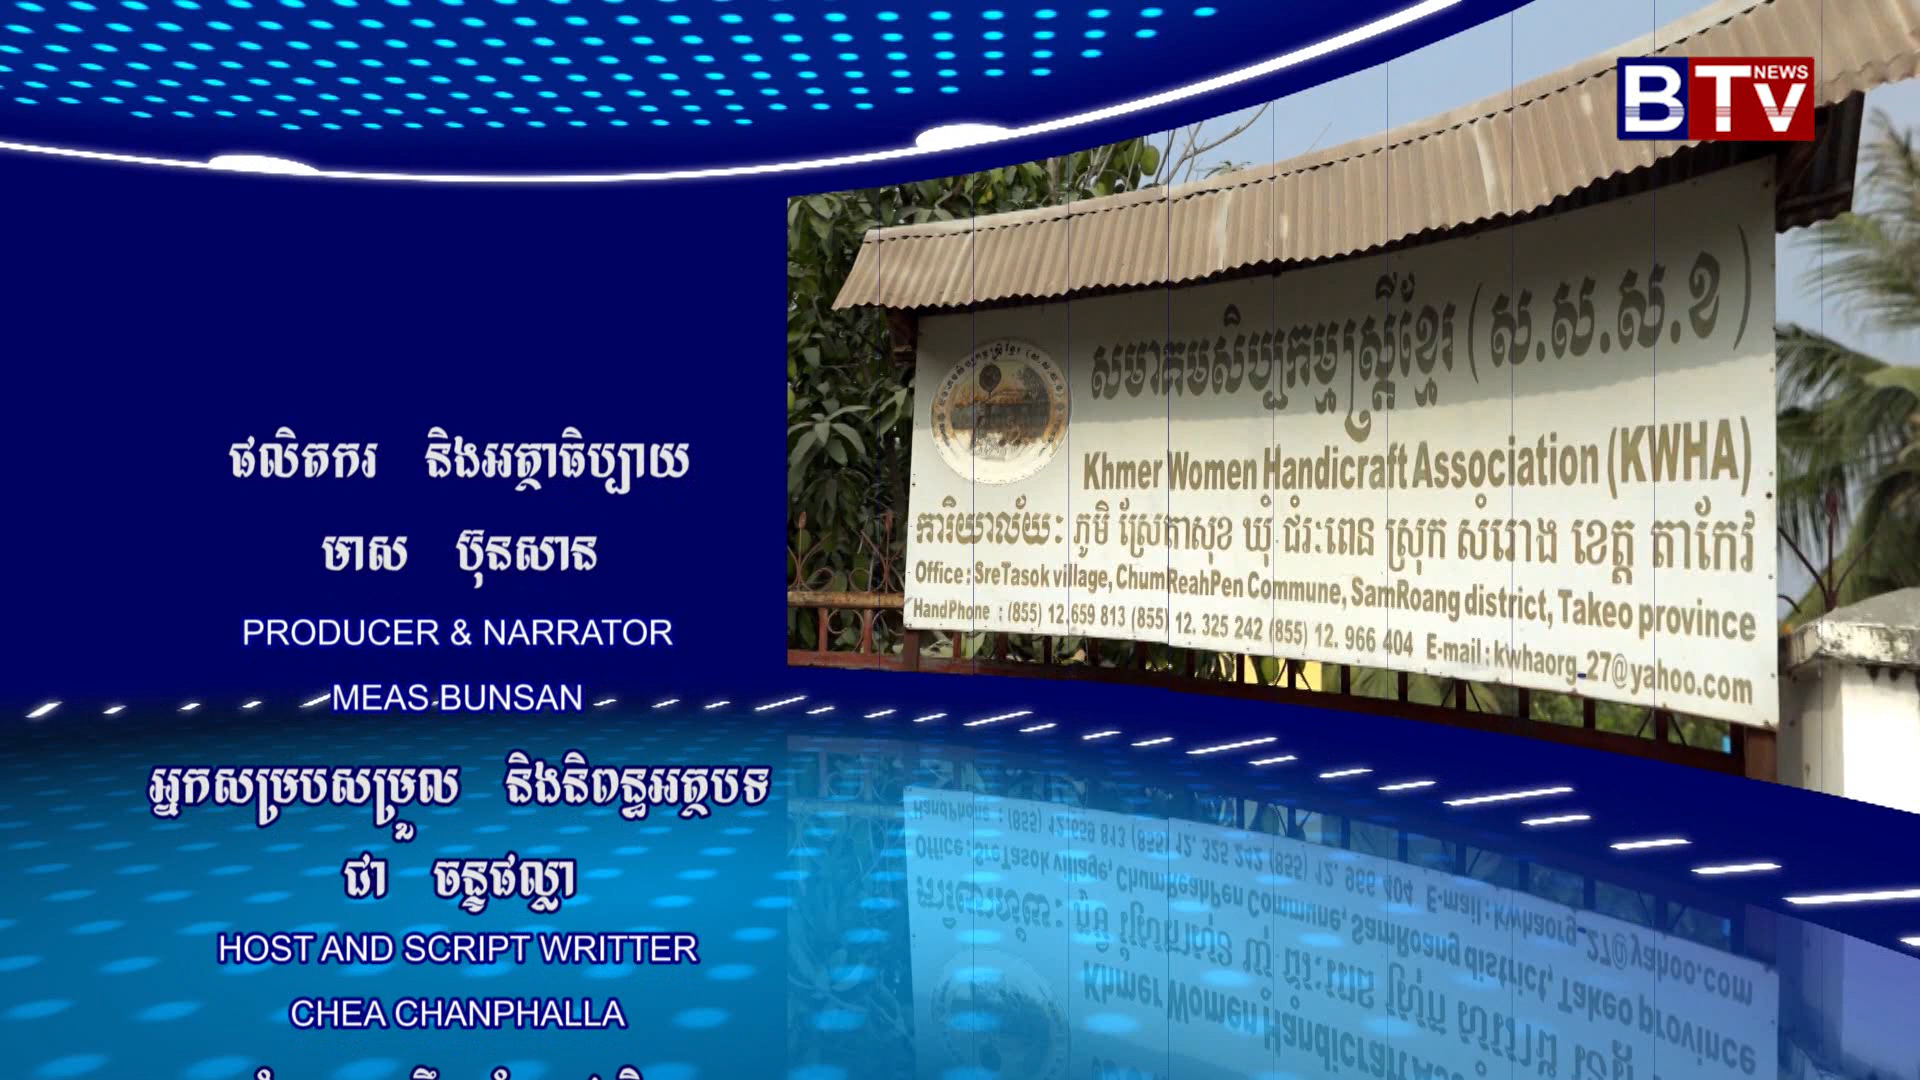 BTV NEWS
ផលិតករ និងអត្ថាធិប្បាយ
មាស ប៊ុនសាន
PRODUCER & NARRATOR
MEAS BUNSAN
អ្នកសម្របសម្រួល និងនិពន្ធអត្ថបទ
ជា ចន្ទផល្លា
HOST AND SCRIPT WRITTER
CHEA CHANPHALLA
សមាគមសិប្បកម្មស្ត្រីខ្មែរ (ស.ស.ស.ខ)
Khmer Women Handicraft Association (KWHA)
ការិយាល័យ: ភូមិ ស្រែតាសុខ ឃុំ ជំរៈពេន ស្រុក សំរោង ខេត្ត តាកែវ
Office : SreTasok village, ChumReahPen Commune, SamRoang district, Takeo province
HandPhone : (855) 12. 659 813 (855) 12. 325 242 (855) 12. 966 404 E-mail : kwhaorg_27@yahoo.com